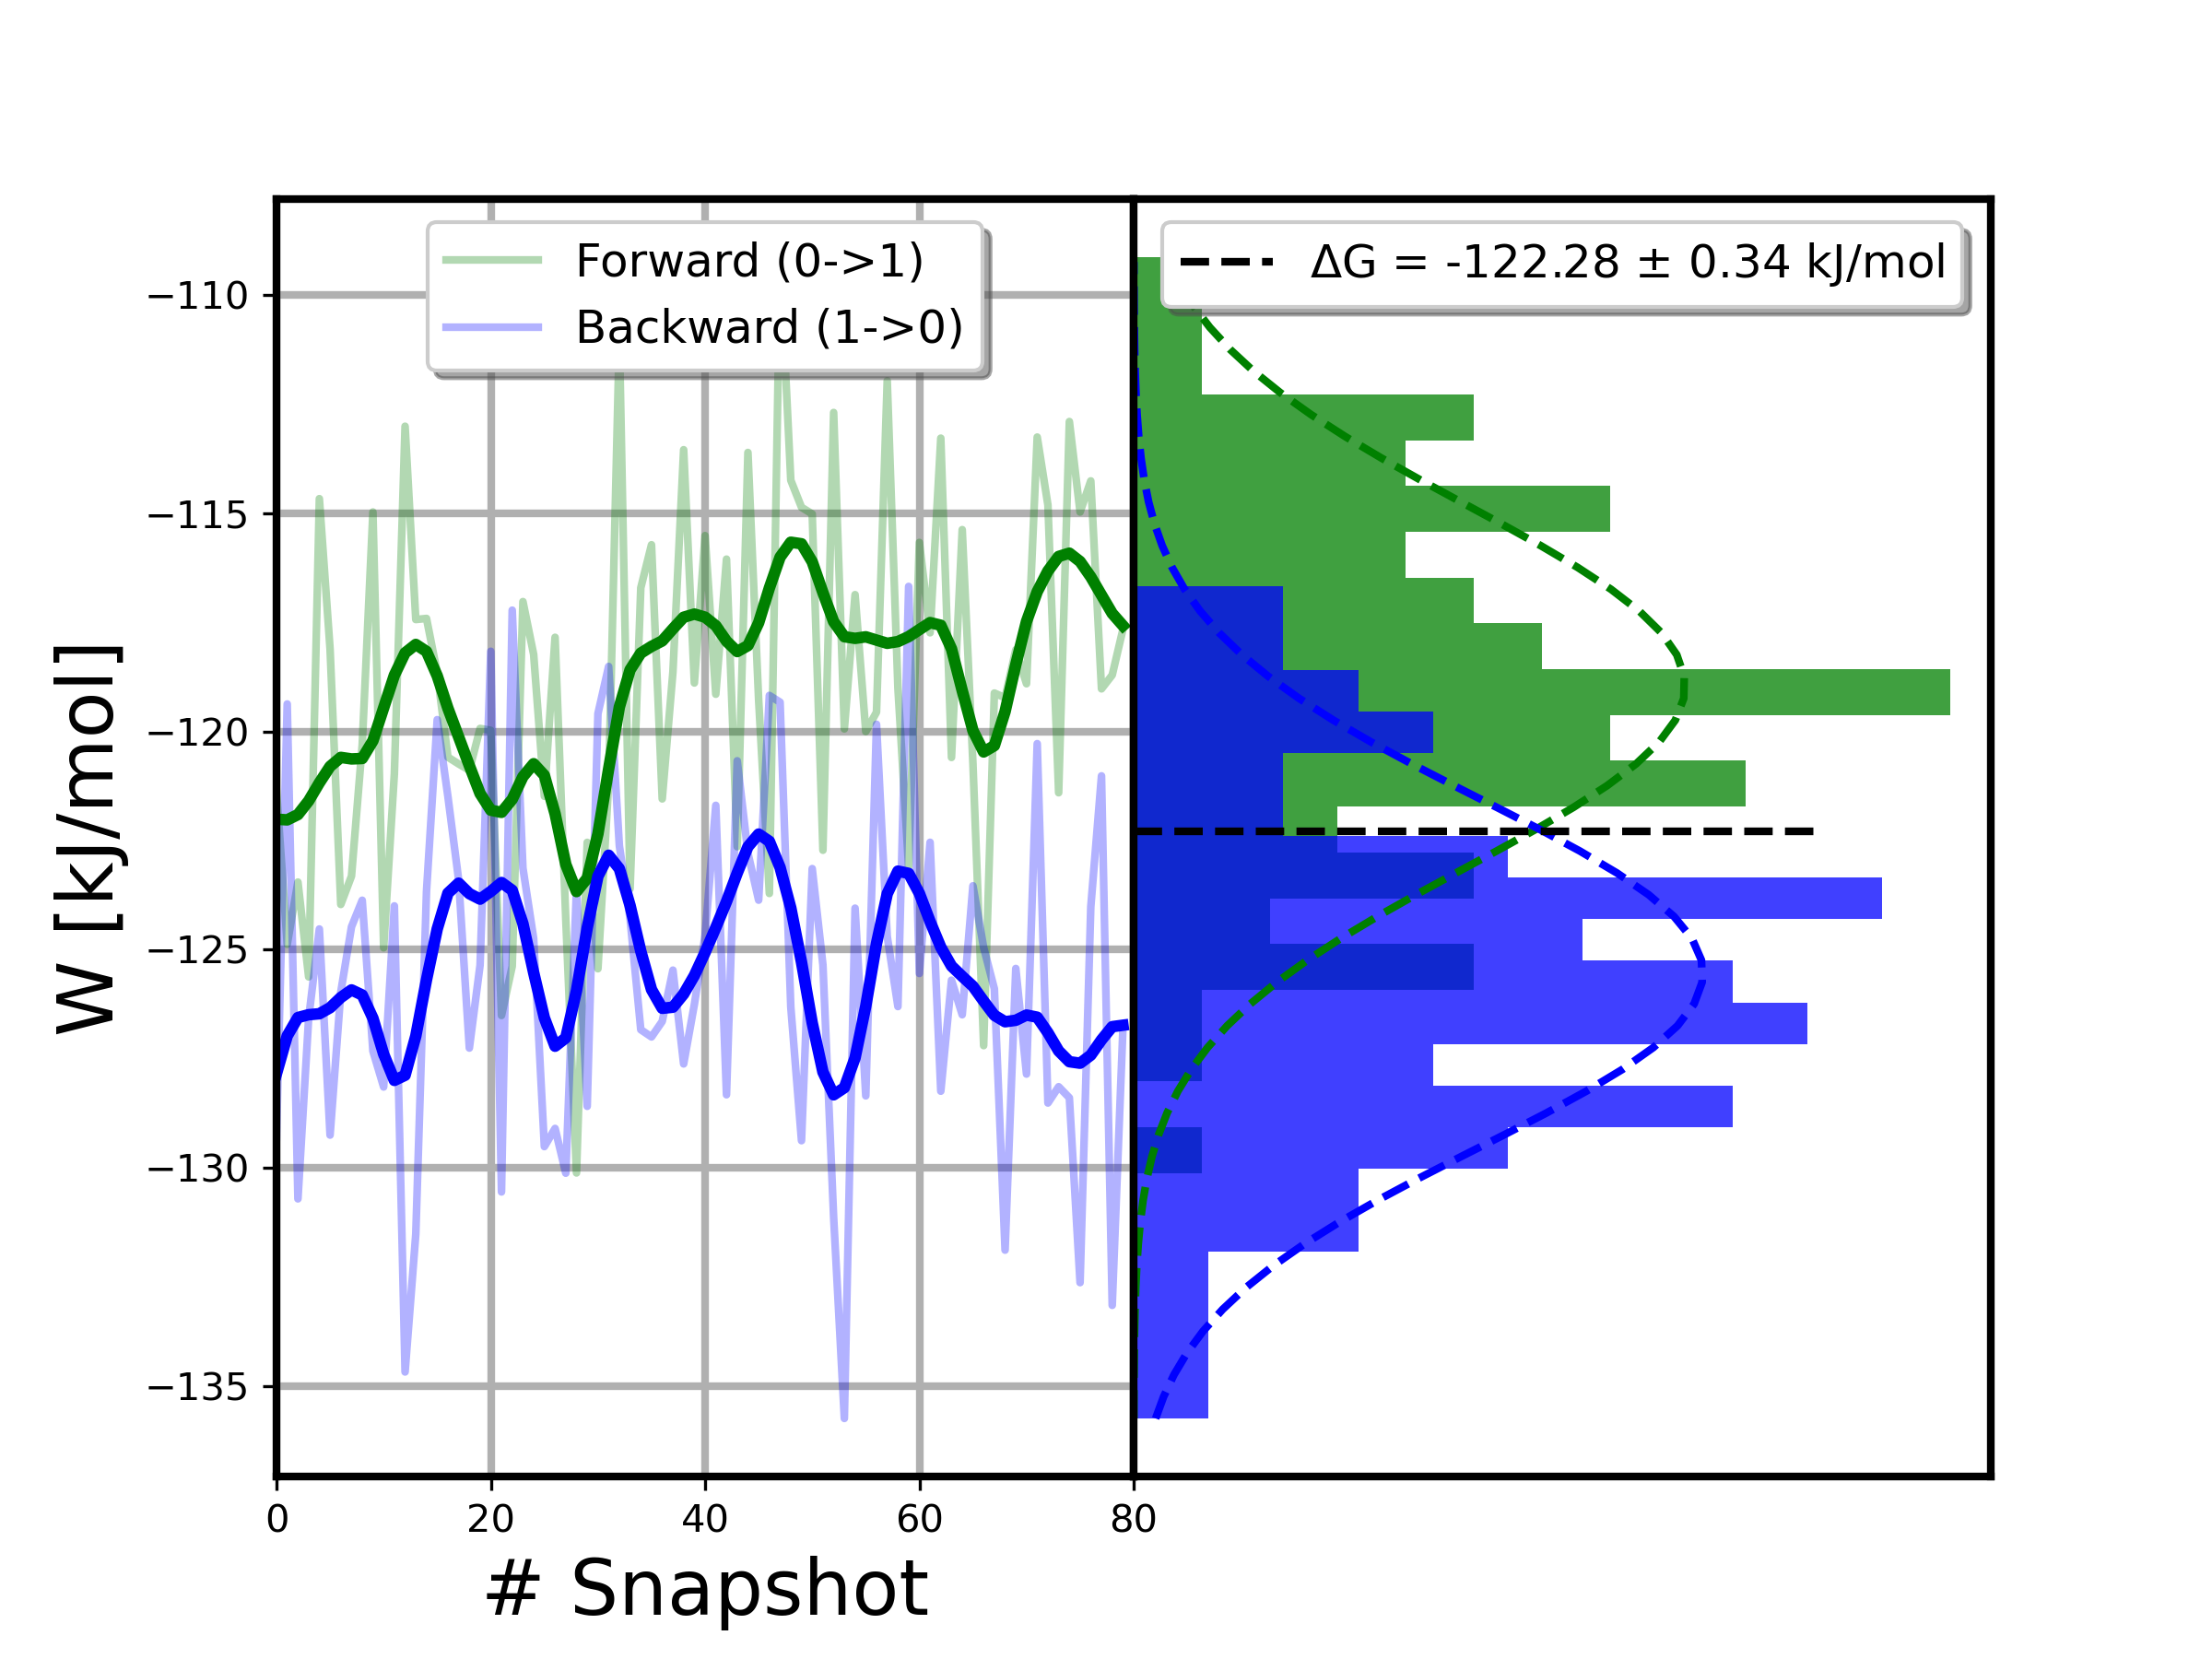 Forward (0->1)
Backward (1->0)
ΔG = -122.28 ± 0.34 kJ/mol
W [kJ/mol]
−110
−115
−120
−125
−130
−135
0 20 40 60 80
# Snapshot